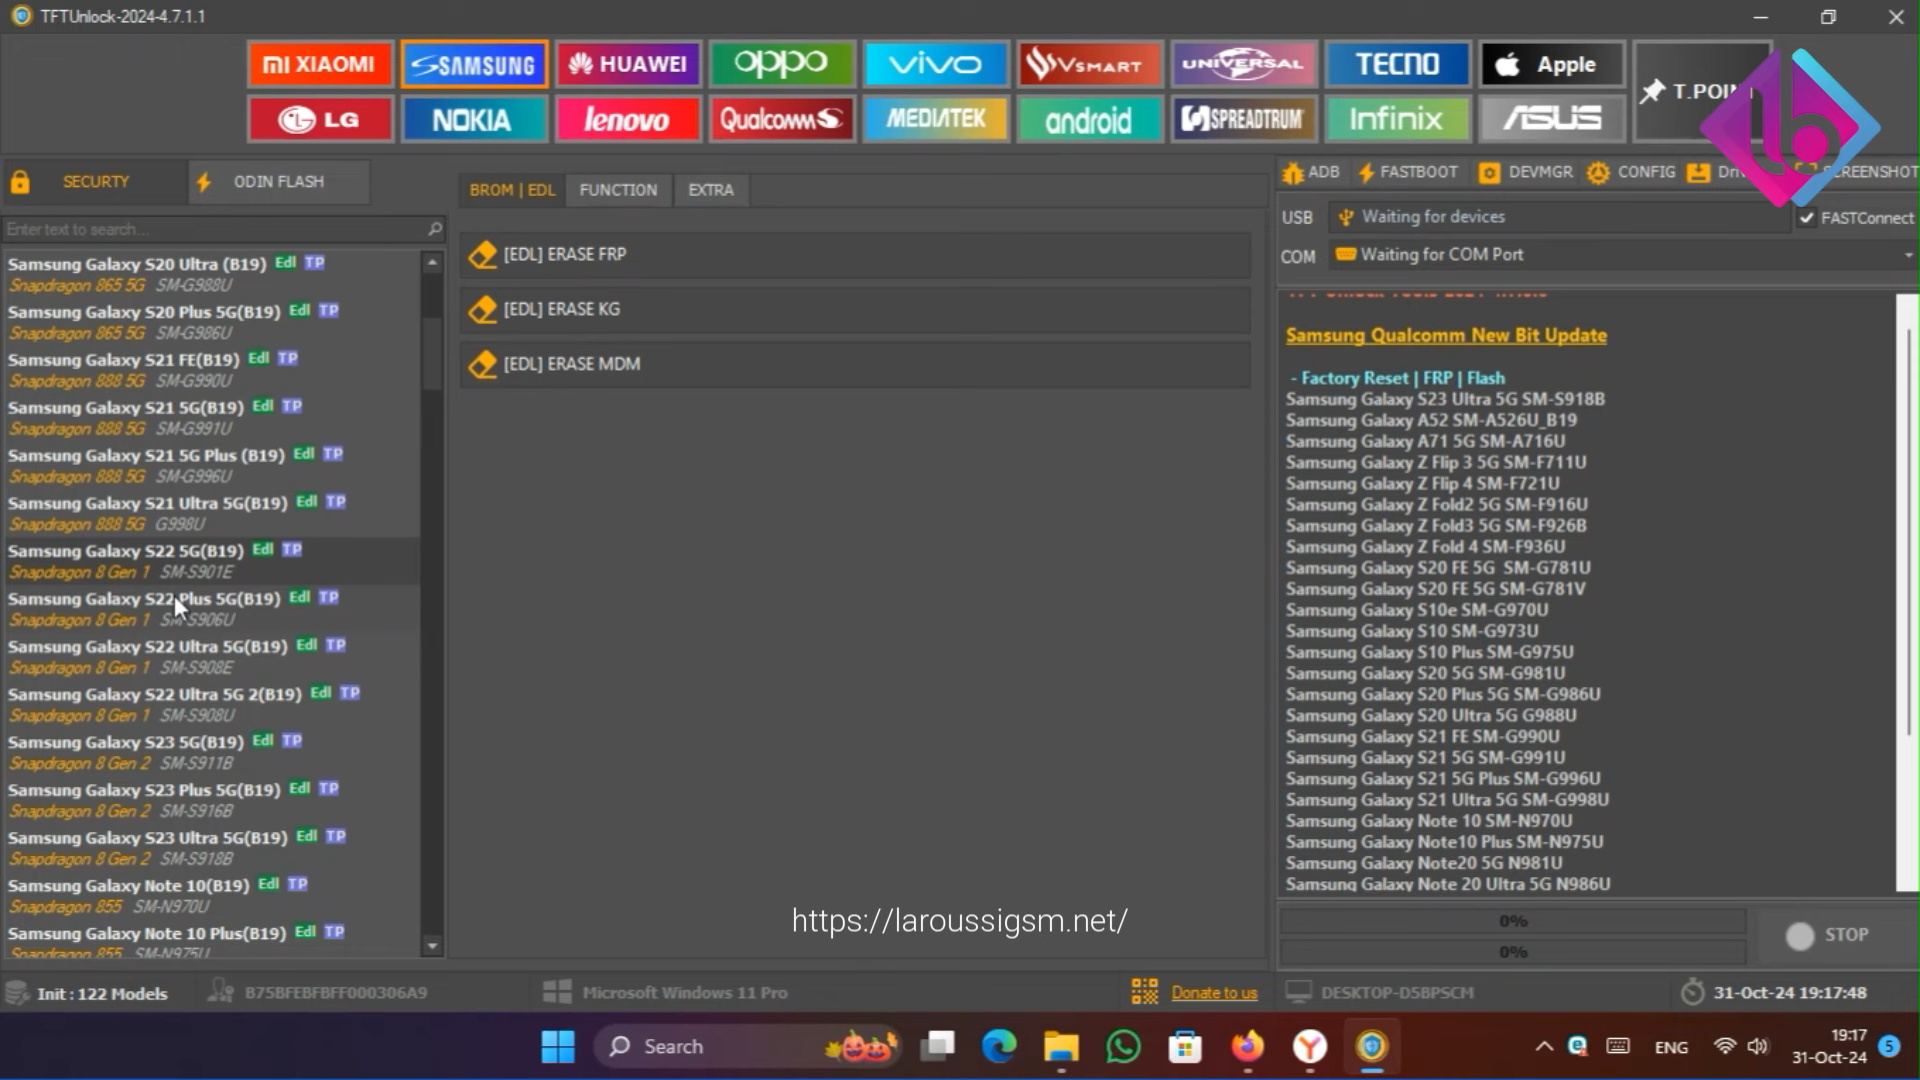 TFTUnlock-2024-4.7.1.1
XIAOMI
SAMSUNG
HUAWEI
oppo
vivo
VSMART
UNIVERSAL
TECNO
Apple
T.POIN
LG
NOKIA
lenovo
Qualcomm
MEDIATEK
android
SPREADTRUM
Infinix
ASUS
SECURTY
ODIN FLASH
BROM | EDL
FUNCTION
EXTRA
ADB
FASTBOOT
DEVMGR
CONFIG
SCREENSHOT
Enter text to search...
USB
Waiting for devices
FASTConnect
COM
Waiting for COM Port
Samsung Galaxy S20 Ultra (B19) Edl TP
Snapdragon 865 5G SM-G988U
Samsung Galaxy S20 Plus 5G(B19) Edl TP
Snapdragon 865 5G SM-G986U
Samsung Galaxy S21 FE(B19) Edl TP
Snapdragon 888 5G SM-G990U
Samsung Galaxy S21 5G(B19) Edl TP
Snapdragon 888 5G SM-G991U
Samsung Galaxy S21 5G Plus (B19) Edl TP
Snapdragon 888 5G SM-G996U
Samsung Galaxy S21 Ultra 5G(B19) Edl TP
Snapdragon 888 5G G998U
Samsung Galaxy S22 5G(B19) Edl TP
Snapdragon 8 Gen 1 SM-S901E
Samsung Galaxy S22 Plus 5G(B19) Edl TP
Snapdragon 8 Gen 1 SM-S906U
Samsung Galaxy S22 Ultra 5G(B19) Edl TP
Snapdragon 8 Gen 1 SM-S908E
Samsung Galaxy S22 Ultra 5G 2(B19) Edl TP
Snapdragon 8 Gen 1 SM-S908U
Samsung Galaxy S23 5G(B19) Edl TP
Snapdragon 8 Gen 2 SM-S911B
Samsung Galaxy S23 Plus 5G(B19) Edl TP
Snapdragon 8 Gen 2 SM-S916B
Samsung Galaxy S23 Ultra 5G(B19) Edl TP
Snapdragon 8 Gen 2 SM-S918B
Samsung Galaxy Note 10(B19) Edl TP
Snapdragon 855 SM-N970U
Samsung Galaxy Note 10 Plus(B19) Edl TP
Snapdragon 855 SM-N975U
[EDL] ERASE FRP
[EDL] ERASE KG
[EDL] ERASE MDM
Samsung Qualcomm New Bit Update
- Factory Reset | FRP | Flash
Samsung Galaxy S23 Ultra 5G SM-S918B
Samsung Galaxy A52 SM-A526U_B19
Samsung Galaxy A71 5G SM-A716U
Samsung Galaxy Z Flip 3 5G SM-F711U
Samsung Galaxy Z Flip 4 SM-F721U
Samsung Galaxy Z Fold2 5G SM-F916U
Samsung Galaxy Z Fold3 5G SM-F926B
Samsung Galaxy Z Fold 4 SM-F936U
Samsung Galaxy S20 FE 5G SM-G781U
Samsung Galaxy S20 FE 5G SM-G781V
Samsung Galaxy S10e SM-G970U
Samsung Galaxy S10 SM-G973U
Samsung Galaxy S10 Plus SM-G975U
Samsung Galaxy S20 5G SM-G981U
Samsung Galaxy S20 Plus 5G SM-G986U
Samsung Galaxy S20 Ultra 5G G988U
Samsung Galaxy S21 FE SM-G990U
Samsung Galaxy S21 5G SM-G991U
Samsung Galaxy S21 5G Plus SM-G996U
Samsung Galaxy S21 Ultra 5G SM-G998U
Samsung Galaxy Note 10 SM-N970U
Samsung Galaxy Note10 Plus SM-N975U
Samsung Galaxy Note20 5G N981U
Samsung Galaxy Note 20 Ultra 5G N986U
https://laroussigsm.net/
0%
0%
STOP
Init : 122 Models
B75BFEBFBFF000306A9
Microsoft Windows 11 Pro
Donate to us
DESKTOP-D5BPSCM
31-Oct-24 19:17:48
Search
ENG
19:17
31-Oct-24
5